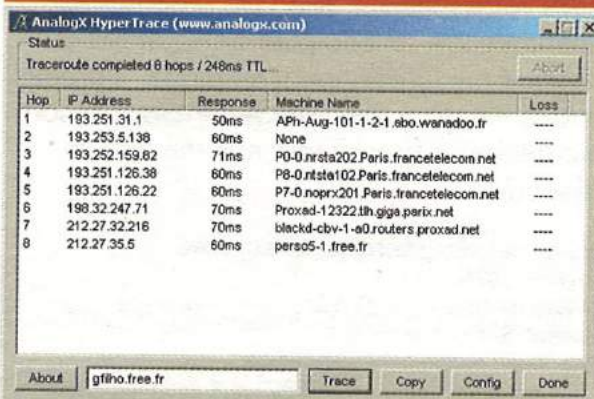 AnalogX HyperTrace (www.analogx.com)
Status
Traceroute completed 8 hops / 248ms TTL...
Abort
Hop IP Address Response Machine Name Loss
1 193.251.31.1 50ms APh-Aug-101-1-2-1.abo.wanadoo.fr ----
2 193.253.5.138 60ms None ----
3 193.252.159.82 71ms P0-0.nrsta202.Paris.francetelecom.net ----
4 193.251.126.38 60ms P8-0.ntsta102.Paris.francetelecom.net ----
5 193.251.126.22 60ms P7-0.noprx201.Paris.francetelecom.net ----
6 198.32.247.71 70ms Proxad-12322.tlh.giga.parix.net ----
7 212.27.32.216 70ms blackd-cbv-1-a0.routers.proxad.net ----
8 212.27.35.5 60ms perso5-1.free.fr ----
About gfilho.free.fr Trace Copy Config Done